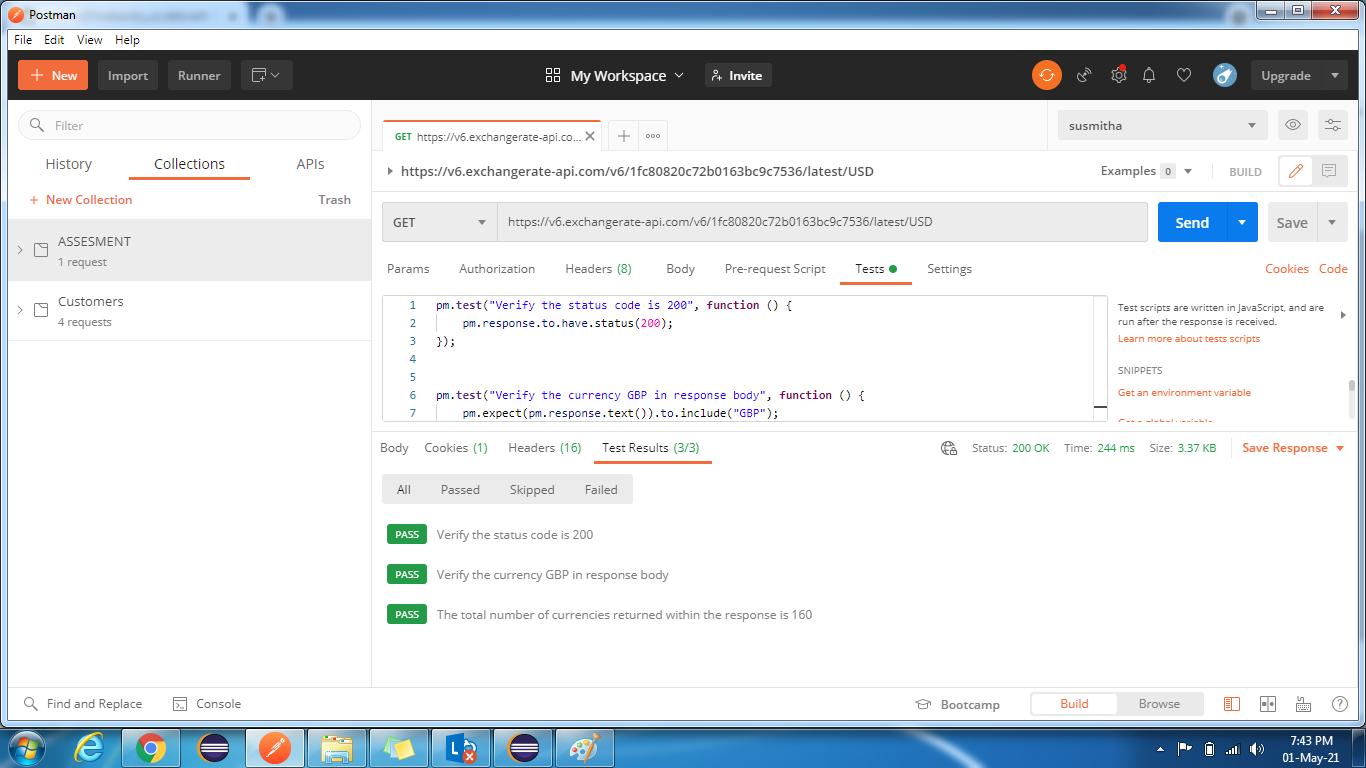 Postman
File Edit View Help
+ New Import Runner
My Workspace
Invite
Upgrade
Filter
History Collections APIs
+ New Collection Trash
ASSESMENT
1 request
Customers
4 requests
GET https://v6.exchangerate-api.co...
susmitha
https://v6.exchangerate-api.com/v6/1fc80820c72b0163bc9c7536/latest/USD
Examples 0 BUILD
GET https://v6.exchangerate-api.com/v6/1fc80820c72b0163bc9c7536/latest/USD Send Save
Params Authorization Headers (8) Body Pre-request Script Tests Settings Cookies Code
1 pm.test("Verify the status code is 200", function () {
2 pm.response.to.have.status(200);
3 });
4
5
6 pm.test("Verify the currency GBP in response body", function () {
7 pm.expect(pm.response.text()).to.include("GBP");
Test scripts are written in JavaScript, and are
run after the response is received.
Learn more about tests scripts
SNIPPETS
Get an environment variable
Body Cookies (1) Headers (16) Test Results (3/3) Status: 200 OK Time: 244 ms Size: 3.37 KB Save Response
All Passed Skipped Failed
PASS Verify the status code is 200
PASS Verify the currency GBP in response body
PASS The total number of currencies returned within the response is 160
Find and Replace Console Bootcamp Build Browse
7:43 PM
01-May-21